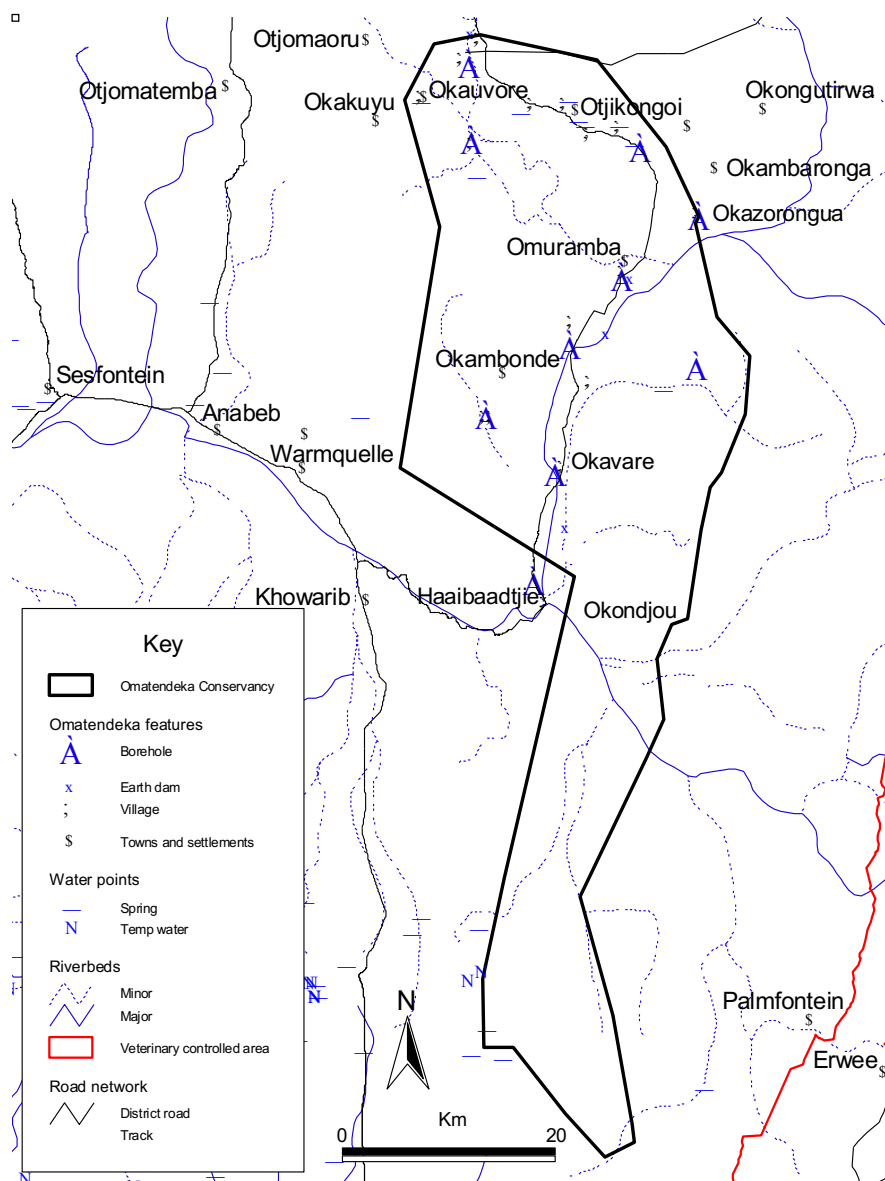 Otjomaoru
Otjomatemba
Okauvore
Okongutirwa
Okakuyu
Otjikongoi
Okambaronga
Okazorongua
Omuramba
Okambonde
Sesfontein
Anabeb
Warmquelle
Okavare
Khowarib
Haaibaadtjie
Okondjou
Key
Omatendeka Conservancy
Omatendeka features
À Borehole
x Earth dam
; Village
$ Towns and settlements
Water points
Spring
N Temp water
Riverbeds
Minor
Major
Veterinary controlled area
Road network
District road
Track
N
Palmfontein
Erwee
Km
0 20